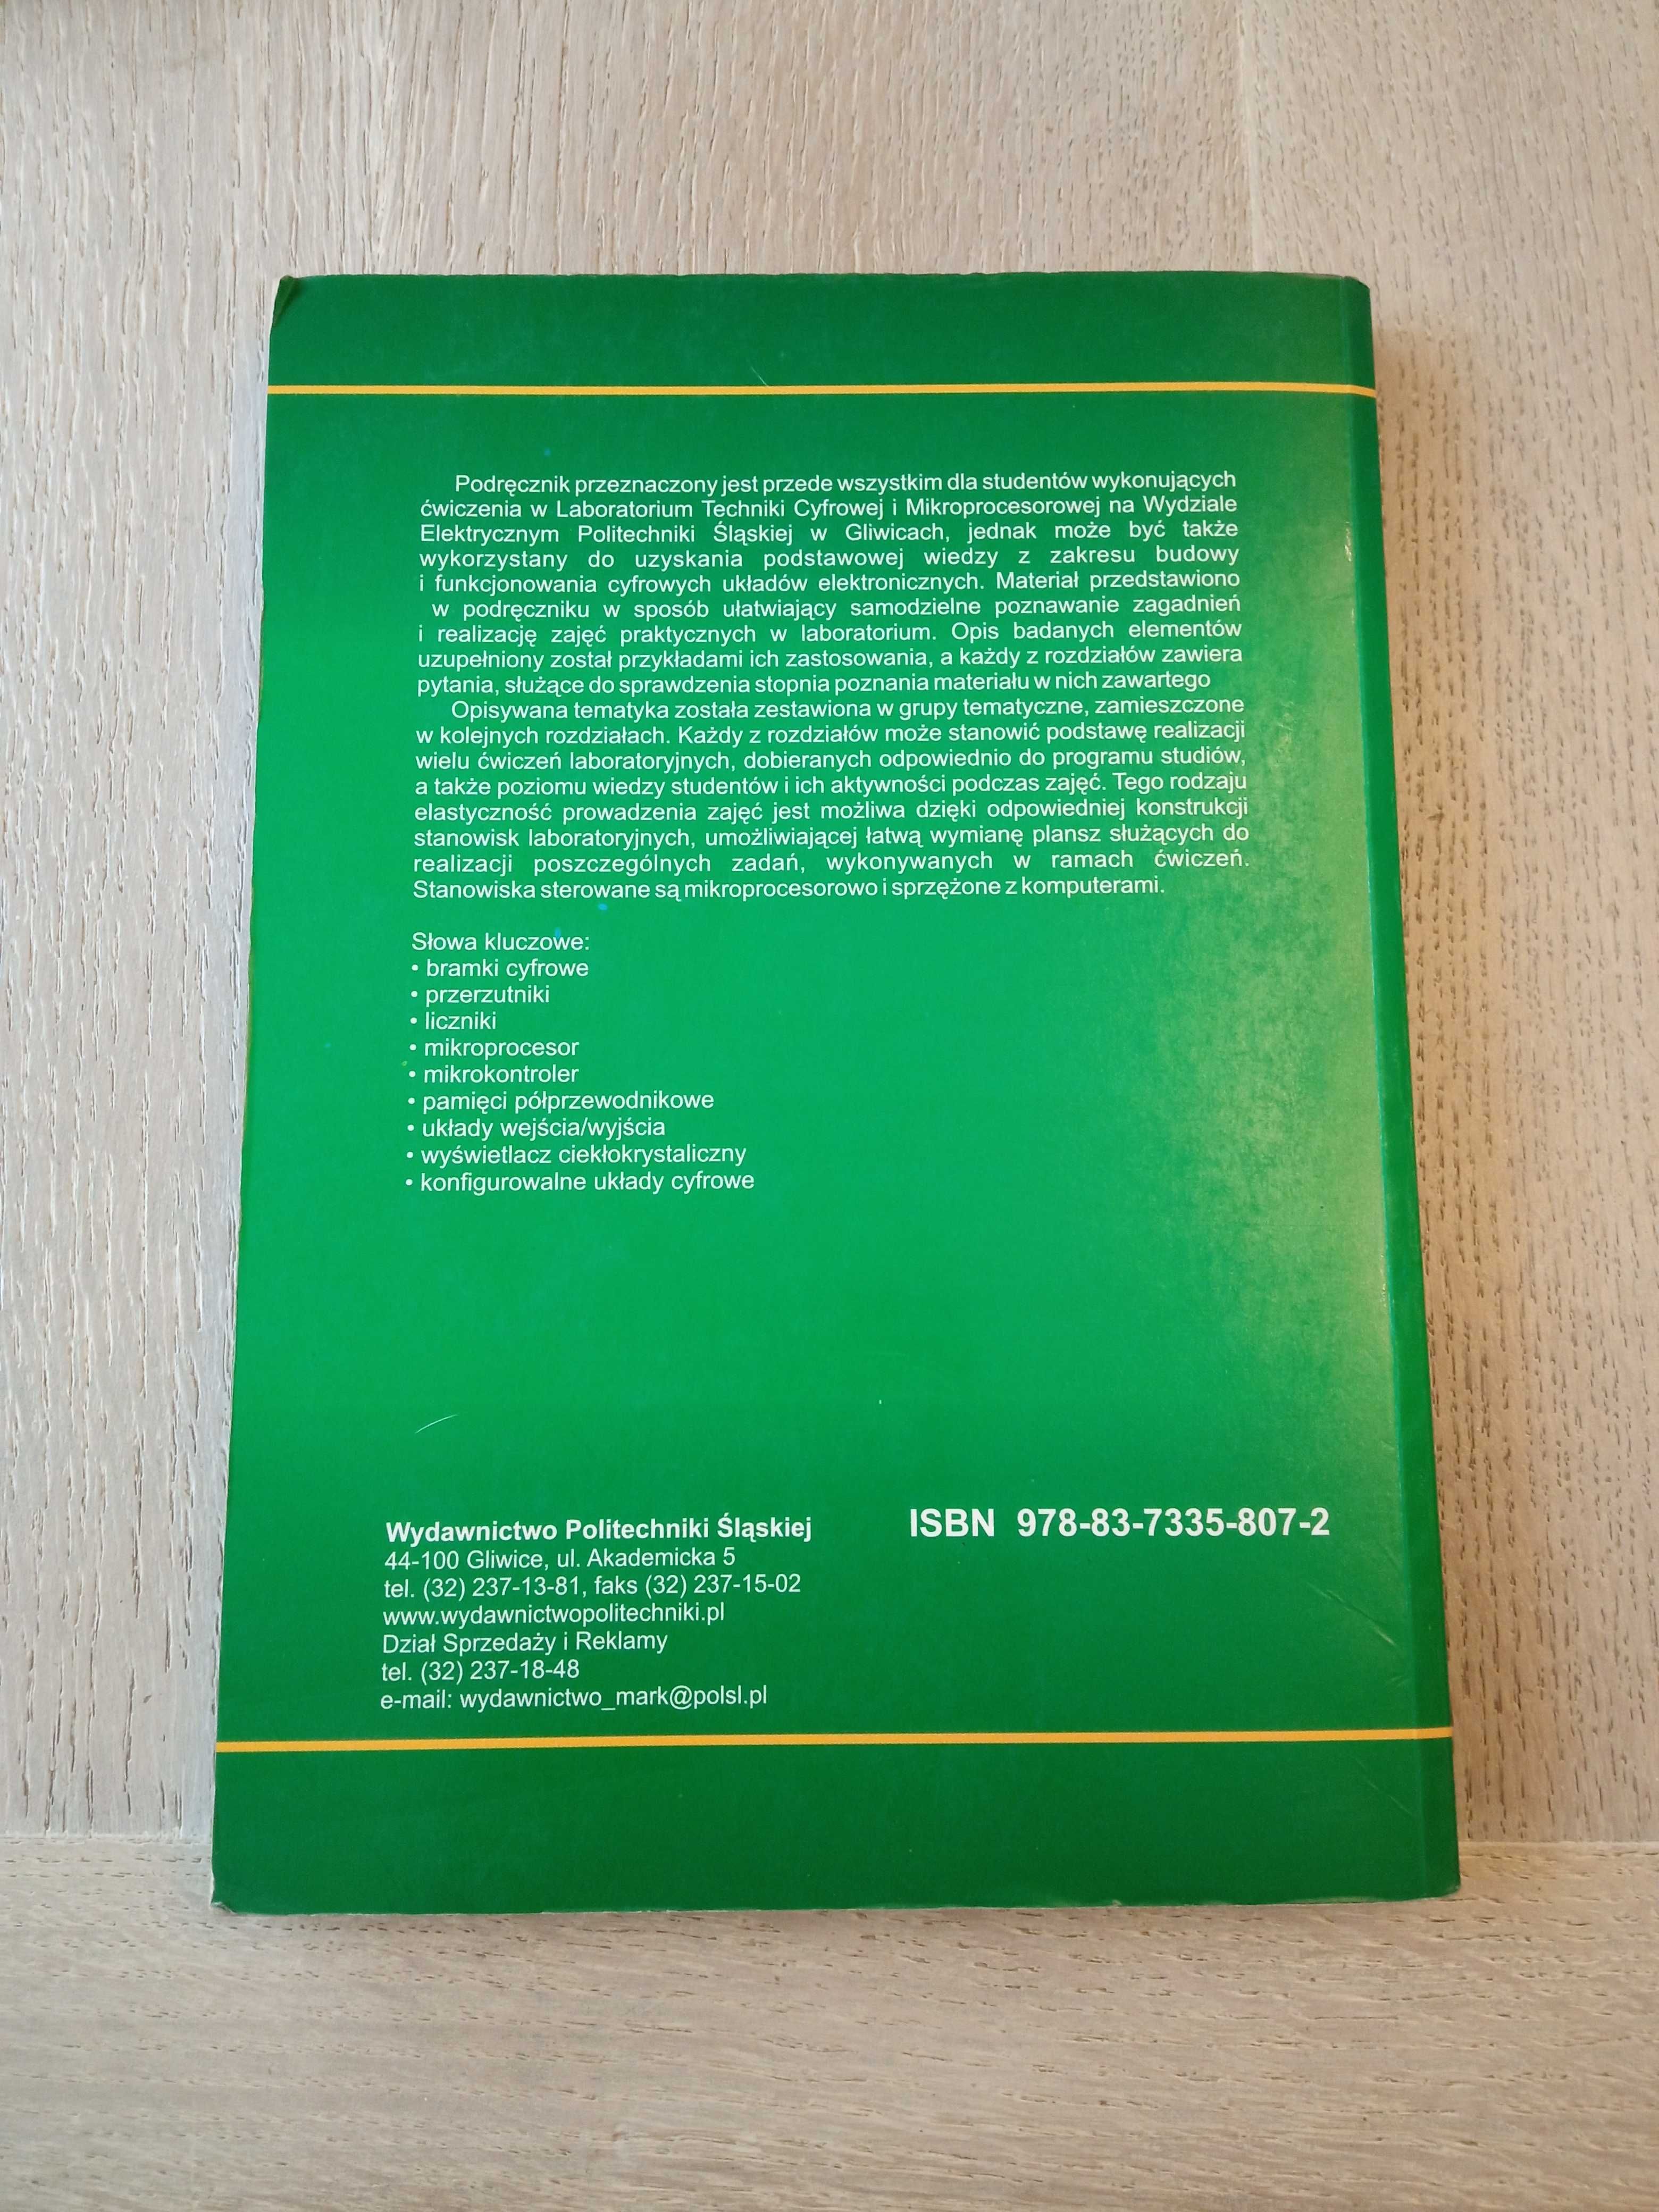 Podręcznik przeznaczony jest przede wszystkim dla studentów wykonujących
ćwiczenia w Laboratorium Techniki Cyfrowej i Mikroprocesorowej na Wydziale
Elektrycznym Politechniki Śląskiej w Gliwicach, jednak może być także
wykorzystany do uzyskania podstawowej wiedzy z zakresu budowy
i funkcjonowania cyfrowych układów elektronicznych. Materiał przedstawiono
w podręczniku w sposób ułatwiający samodzielne poznawanie zagadnień
i realizację zajęć praktycznych w laboratorium. Opis badanych elementów
uzupełniony został przykładami ich zastosowania, a każdy z rozdziałów zawiera
pytania, służące do sprawdzenia stopnia poznania materiału w nich zawartego
Opisywana tematyka została zestawiona w grupy tematyczne, zamieszczone
w kolejnych rozdziałach. Każdy z rozdziałów może stanowić podstawę realizacji
wielu ćwiczeń laboratoryjnych, dobieranych odpowiednio do programu studiów,
a także poziomu wiedzy studentów i ich aktywności podczas zajęć. Tego rodzaju
elastyczność prowadzenia zajęć jest możliwa dzięki odpowiedniej konstrukcji
stanowisk laboratoryjnych, umożliwiającej łatwą wymianę plansz służących do
realizacji poszczególnych zadań, wykonywanych w ramach ćwiczeń.
Stanowiska sterowane są mikroprocesorowo i sprzężone z komputerami.
Słowa kluczowe:
• bramki cyfrowe
• przerzutniki
• liczniki
• mikroprocesor
• mikrokontroler
• pamięci półprzewodnikowe
• układy wejścia/wyjścia
• wyświetlacz ciekłokrystaliczny
• konfigurowalne układy cyfrowe
Wydawnictwo Politechniki Śląskiej
44-100 Gliwice, ul. Akademicka 5
tel. (32) 237-13-81, faks (32) 237-15-02
www.wydawnictwopolitechniki.pl
Dział Sprzedaży i Reklamy
tel. (32) 237-18-48
e-mail: wydawnictwo_mark@polsl.pl
ISBN 978-83-7335-807-2